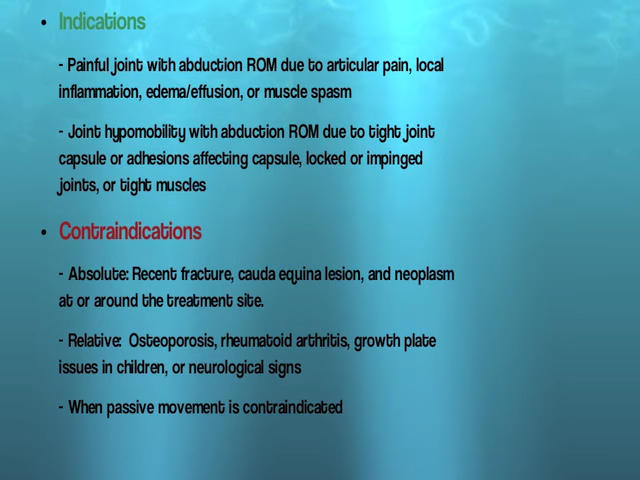 • Indications
- Painful joint with abduction ROM due to articular pain, local
inflammation, edema/effusion, or muscle spasm
- Joint hypomobility with abduction ROM due to tight joint
capsule or adhesions affecting capsule, locked or impinged
joints, or tight muscles
• Contraindications
- Absolute: Recent fracture, cauda equina lesion, and neoplasm
at or around the treatment site.
- Relative: Osteoporosis, rheumatoid arthritis, growth plate
issues in children, or neurological signs
- When passive movement is contraindicated